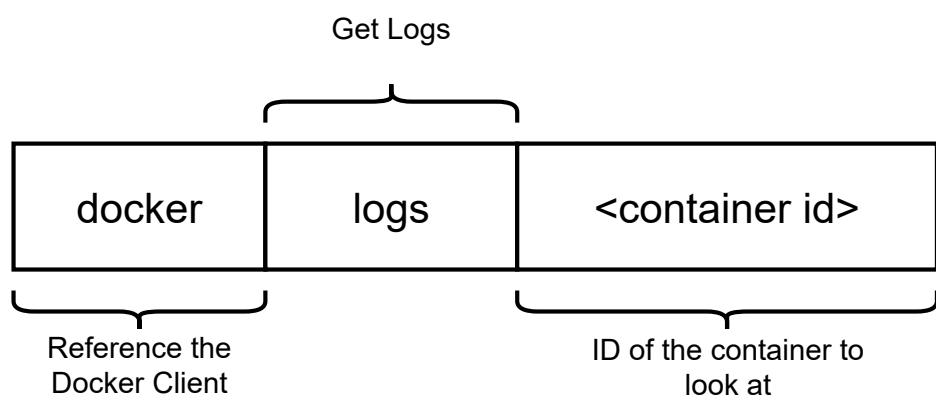 Get Logs
docker logs <container id>
Reference the
Docker Client
ID of the container to
look at